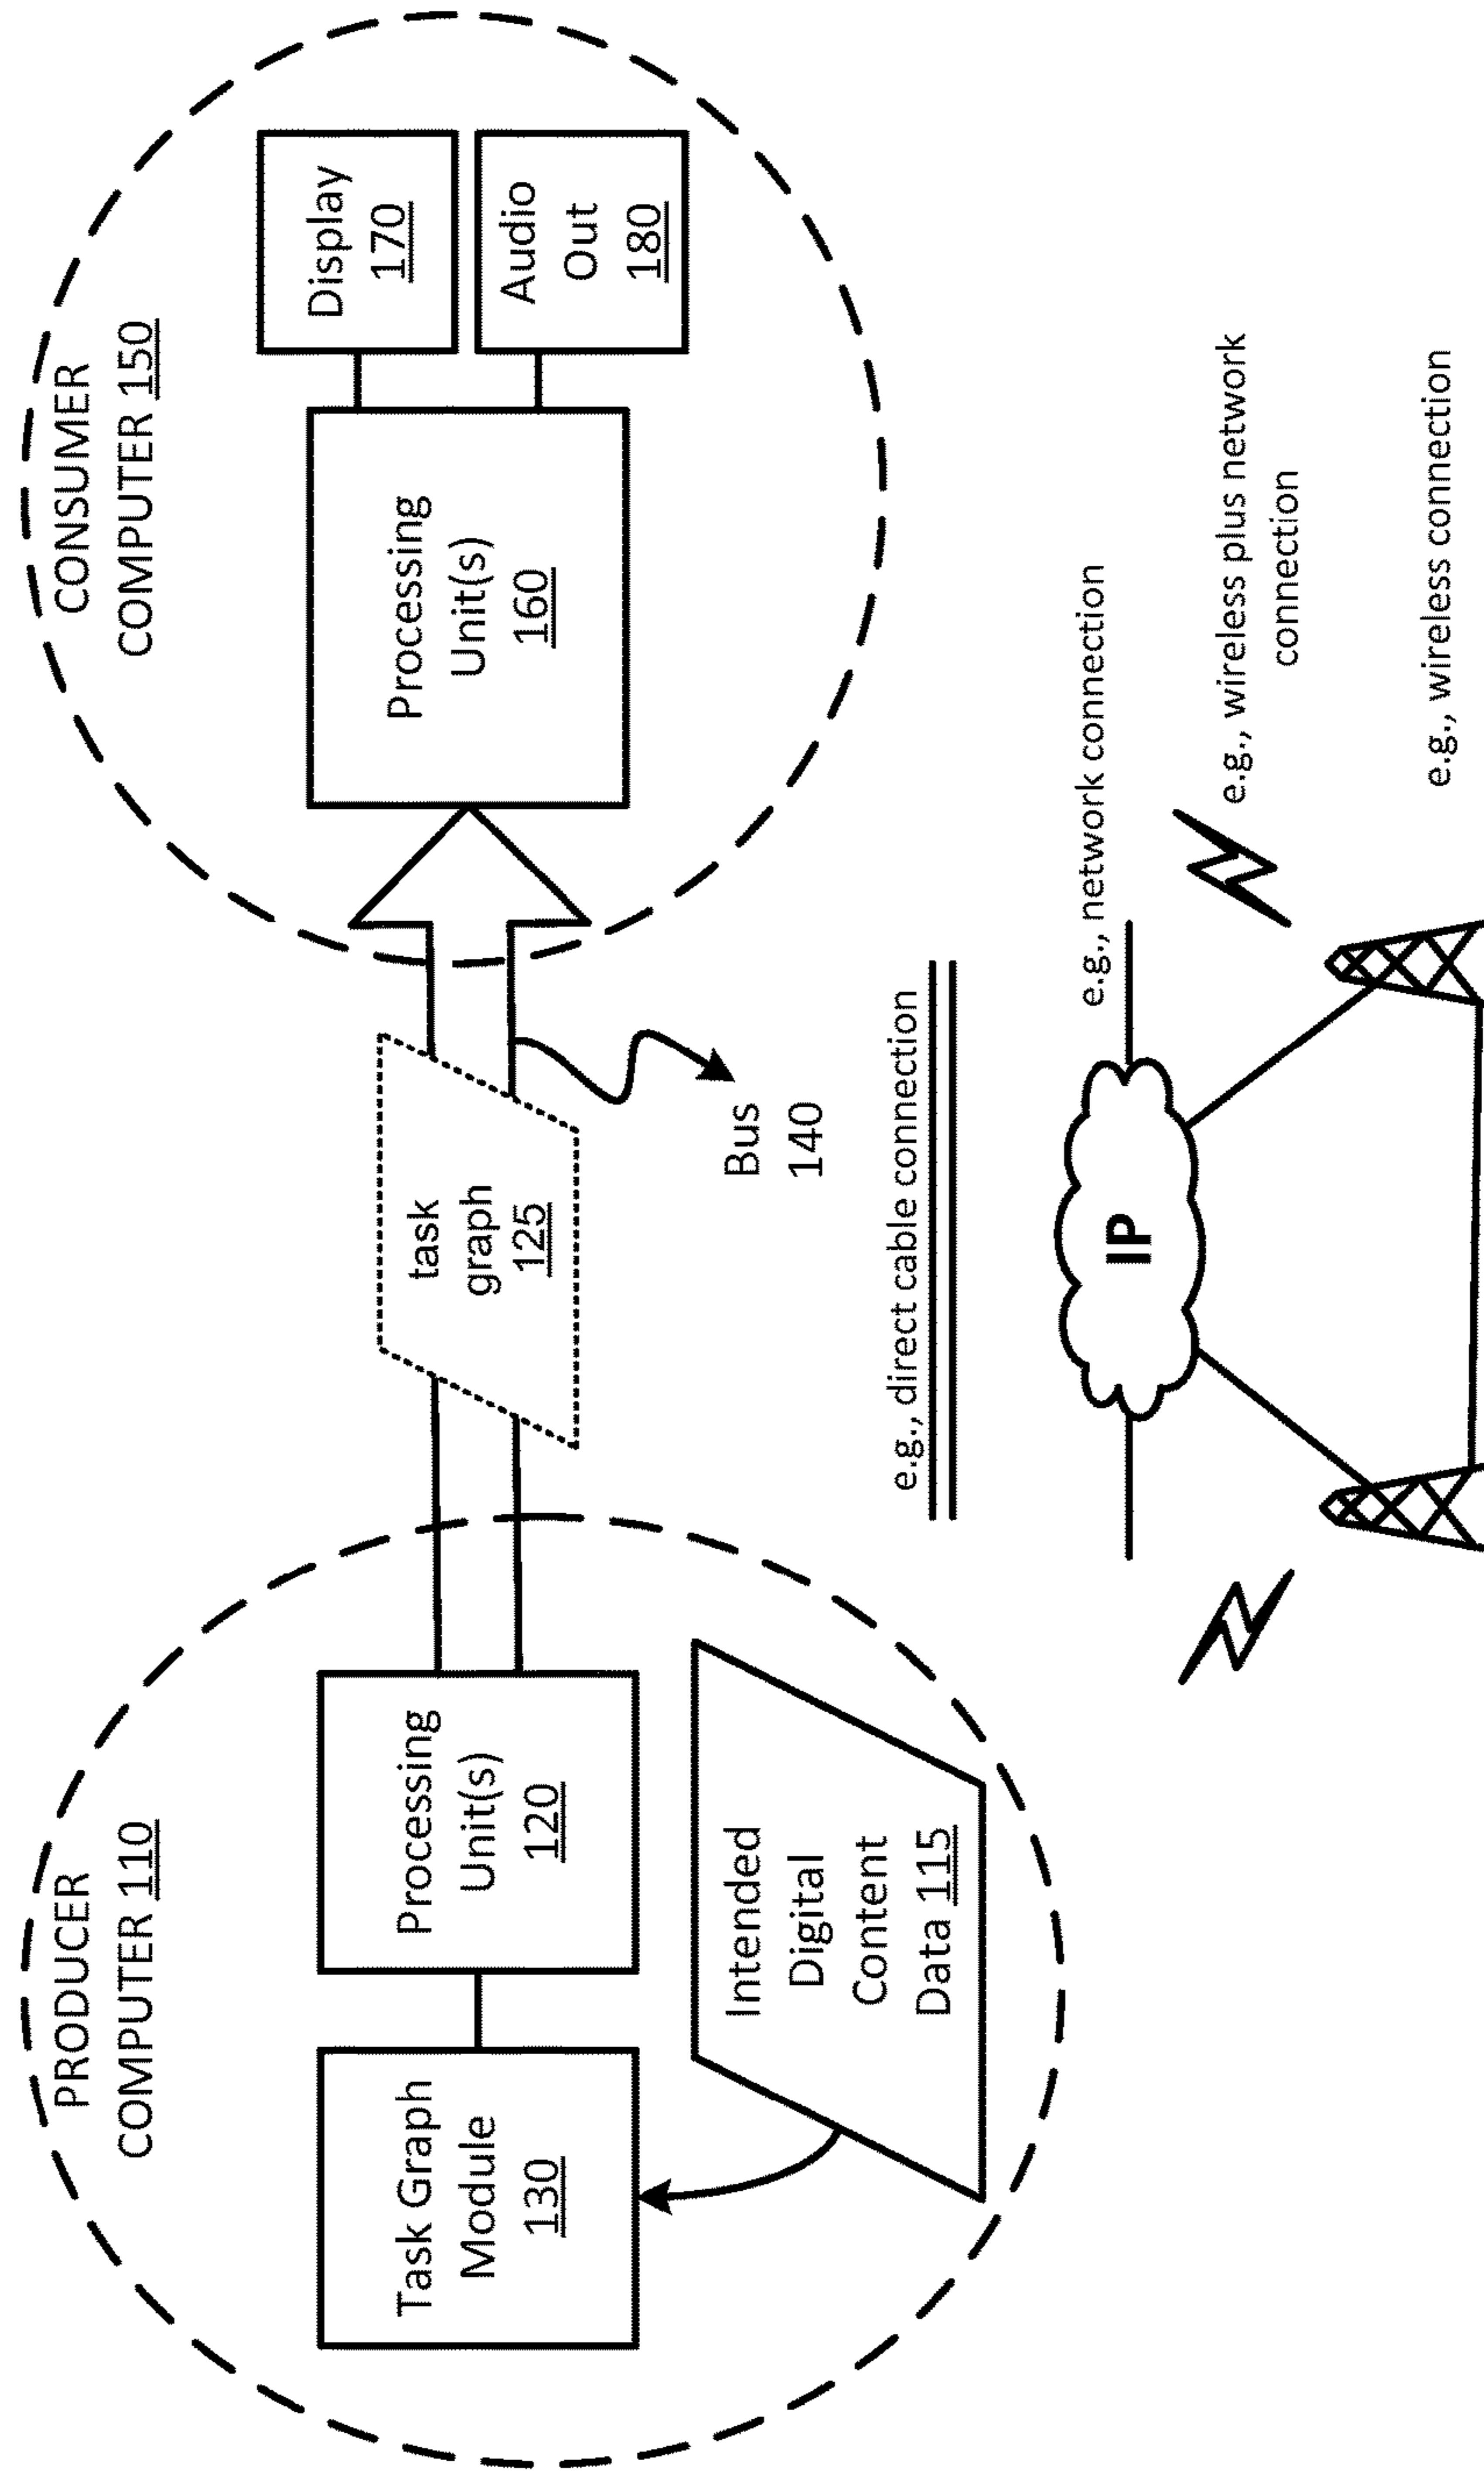 PRODUCER
COMPUTER 110
Task Graph
Module
130
Processing
Unit(s)
120
Intended
Digital
Content
Data 115
task
graph
125
Bus
140
CONSUMER
COMPUTER 150
Processing
Unit(s)
160
Display
170
Audio
Out
180
e.g., direct cable connection
e.g., network connection
IP
e.g., wireless plus network
connection
e.g., wireless connection